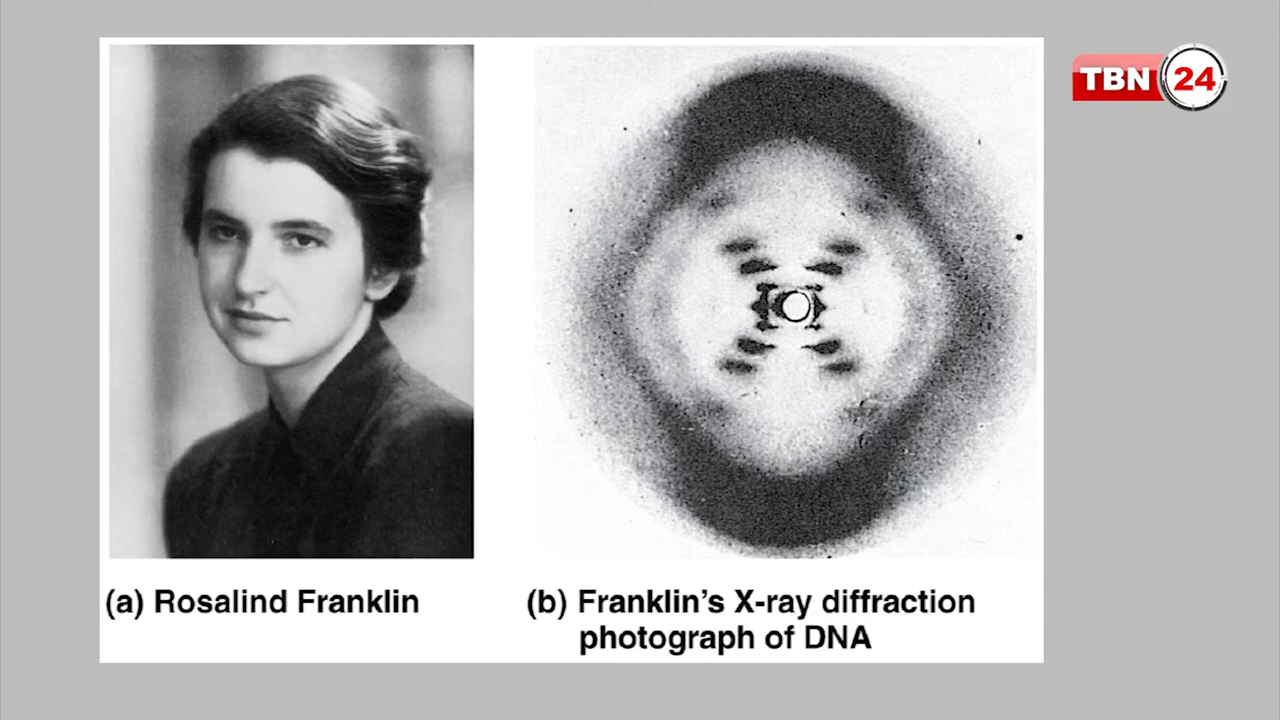 TBN 24
(a) Rosalind Franklin
(b) Franklin's X-ray diffraction
photograph of DNA